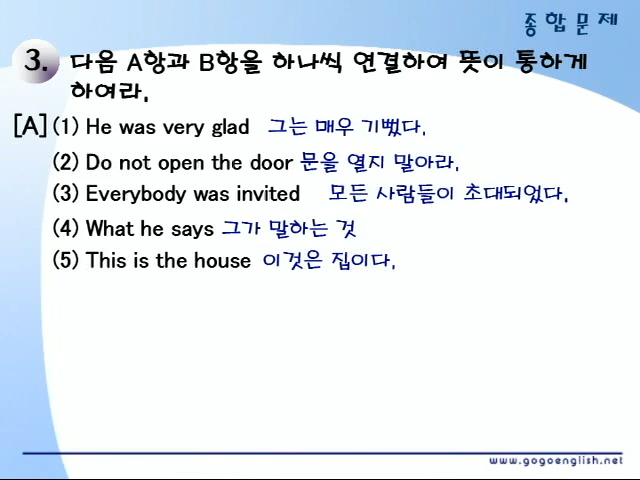 종합문제
3. 다음 A항과 B항을 하나씩 연결하여 뜻이 통하게
하여라.
[A] (1) He was very glad 그는 매우 기뻤다.
(2) Do not open the door 문을 열지 말아라.
(3) Everybody was invited 모든 사람들이 초대되었다.
(4) What he says 그가 말하는 것
(5) This is the house 이것은 집이다.
www.gogoenglish.net